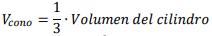 V_cono = 1/3 · Volumen del cilindro